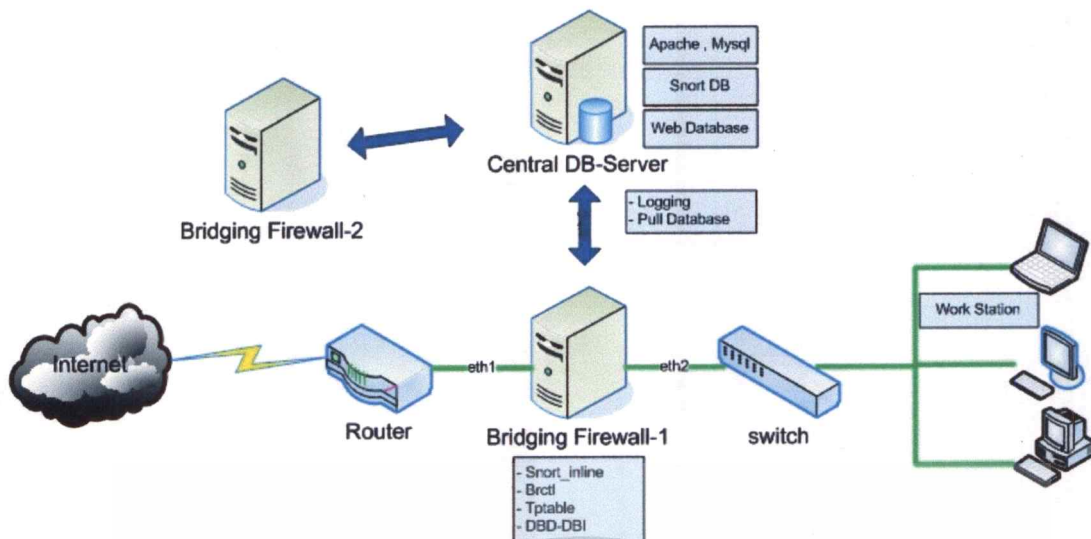 Apache , Mysql
Snort DB
Web Database
Central DB-Server
Bridging Firewall-2
- Logging
- Pull Database
Work Station
Internet
eth1
eth2
Router
Bridging Firewall-1
switch
- Snort_inline
- Brctl
- Tptable
- DBD-DBI